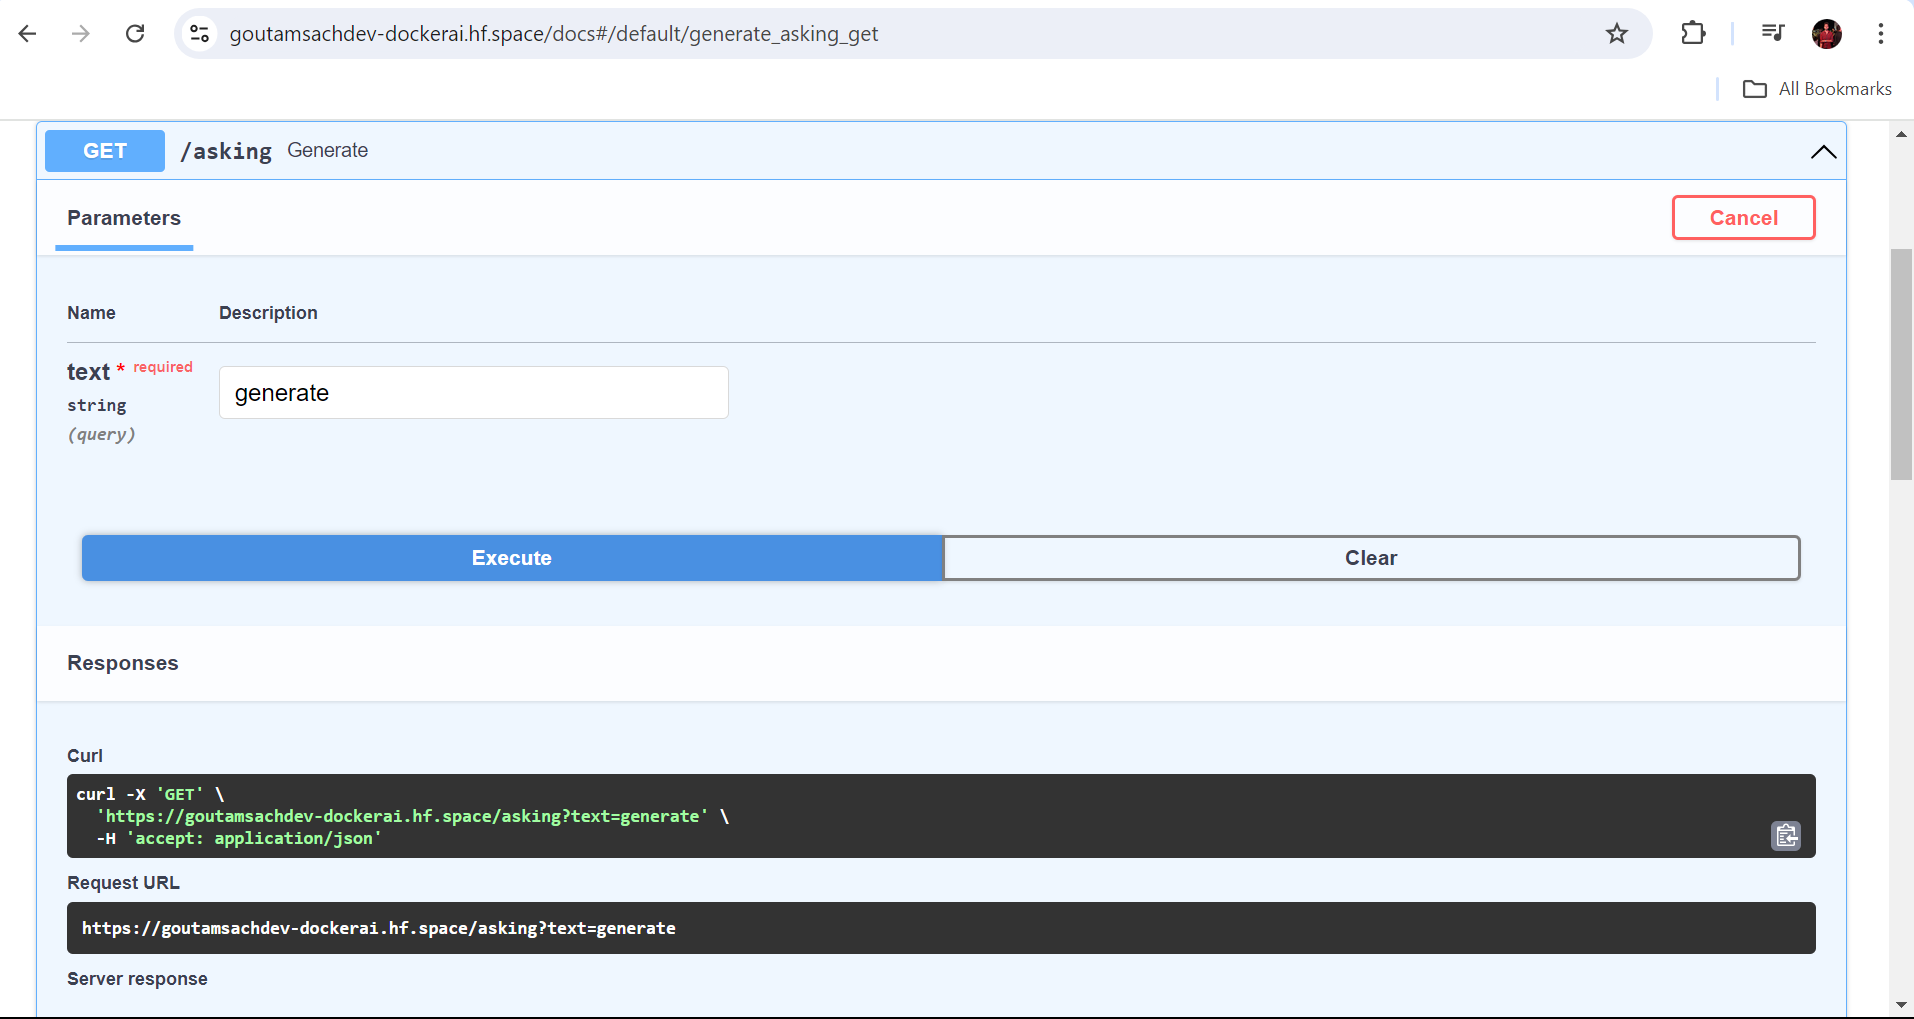 goutamsachdev-dockerai.hf.space/docs#/default/generate_asking_get
All Bookmarks
GET /asking Generate
Parameters Cancel
Name Description
text * required
string
(query)
generate
Execute Clear
Responses
Curl
curl -X 'GET' \
'https://goutamsachdev-dockerai.hf.space/asking?text=generate' \
-H 'accept: application/json'
Request URL
https://goutamsachdev-dockerai.hf.space/asking?text=generate
Server response